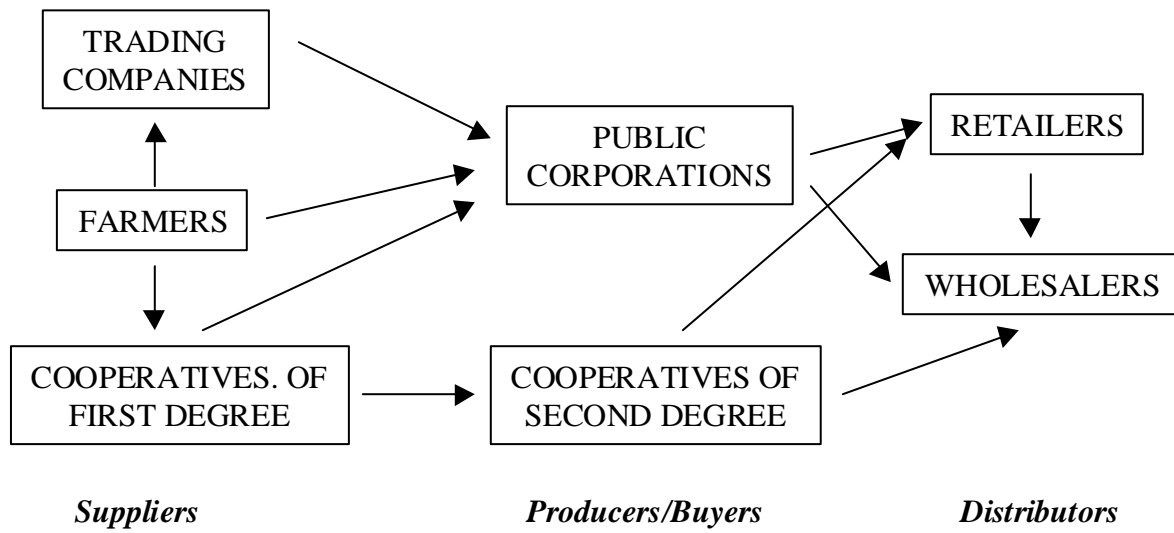 TRADING
COMPANIES
FARMERS
COOPERATIVES. OF
FIRST DEGREE
PUBLIC
CORPORATIONS
COOPERATIVES OF
SECOND DEGREE
RETAILERS
WHOLESALERS
Suppliers
Producers/Buyers
Distributors